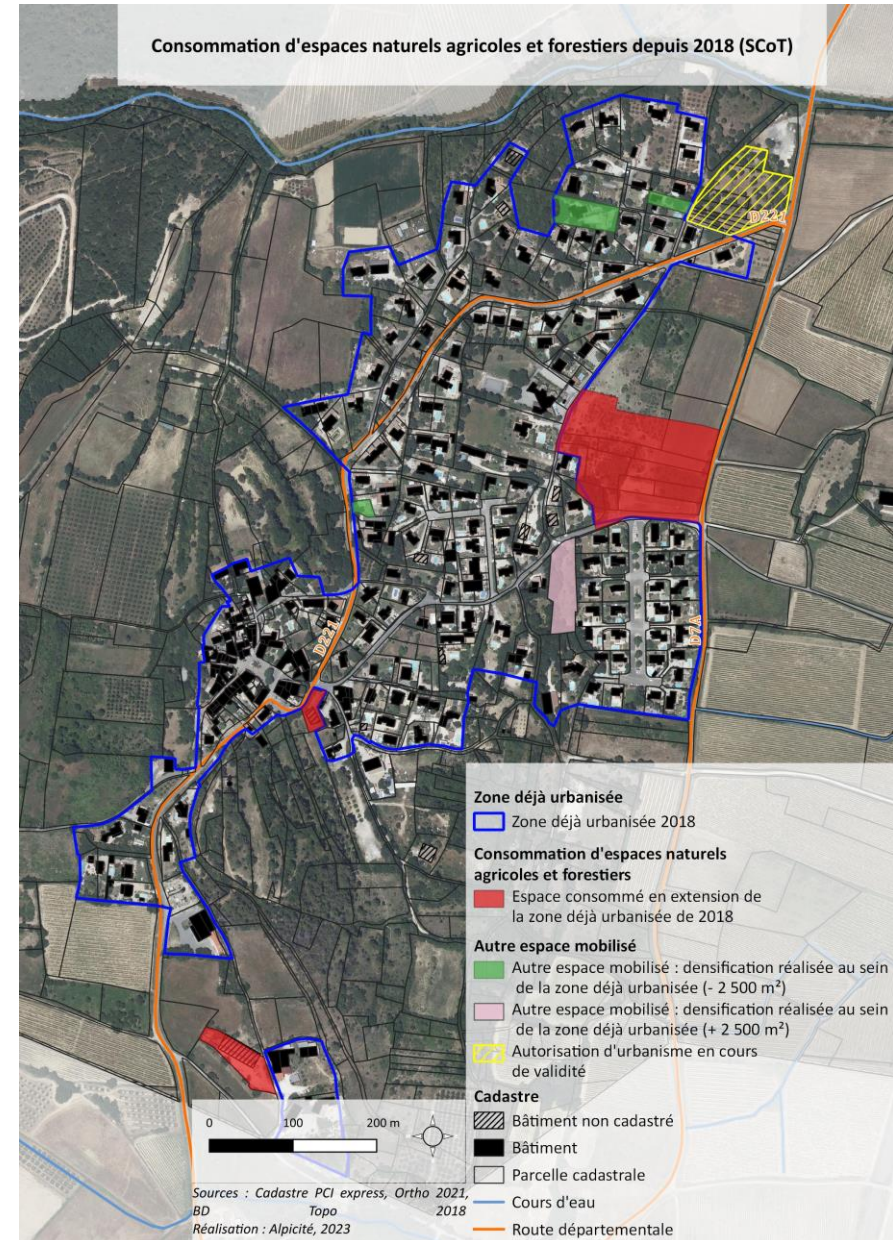 Consommation d'espaces naturels agricoles et forestiers depuis 2018 (SCoT)
D221
D221
D7A
Zone déjà urbanisée
Zone déjà urbanisée 2018
Consommation d'espaces naturels
agricoles et forestiers
Espace consommé en extension de
la zone déjà urbanisée de 2018
Autre espace mobilisé
Autre espace mobilisé : densification réalisée au sein
de la zone déjà urbanisée (- 2 500 m²)
Autre espace mobilisé : densification réalisée au sein
de la zone déjà urbanisée (+ 2 500 m²)
Autorisation d'urbanisme en cours
de validité
Cadastre
Bâtiment non cadastré
Bâtiment
Parcelle cadastrale
Cours d'eau
Route départementale
0 100 200 m
Sources : Cadastre PCI express, Ortho 2021,
BD Topo 2018
Réalisation : Alpicité, 2023